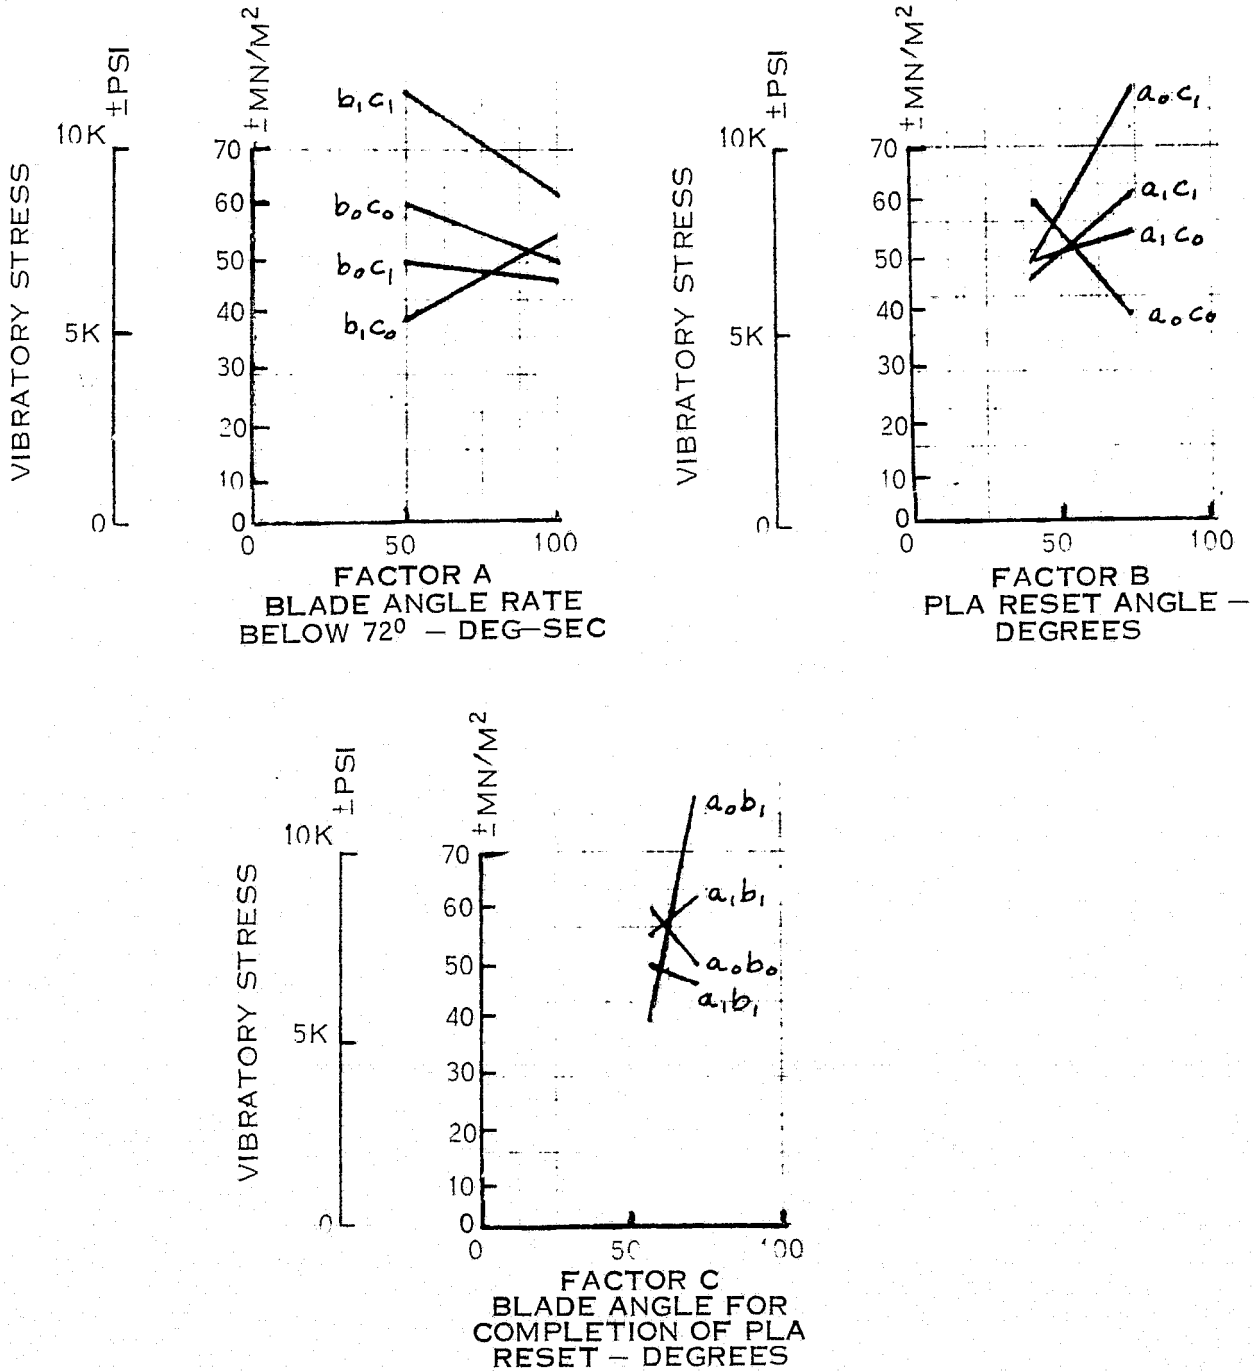 VIBRATORY STRESS
±PSI
10K
5K
0
±MN/M²
70
60
50
40
30
20
10
0
b₁c₁
b₀c₀
b₀c₁
b₁c₀
0 50 100
FACTOR A
BLADE ANGLE RATE
BELOW 72⁰ – DEG–SEC
VIBRATORY STRESS
±PSI
10K
5K
0
±MN/M²
70
60
50
40
30
20
10
0
a₀c₁
a₁c₁
a₁c₀
a₀c₀
0 50 100
FACTOR B
PLA RESET ANGLE –
DEGREES
VIBRATORY STRESS
±PSI
10K
5K
0
±MN/M²
70
60
50
40
30
20
10
0
a₀b₁
a₁b₁
a₀b₀
a₁b₁
0 50 100
FACTOR C
BLADE ANGLE FOR
COMPLETION OF PLA
RESET – DEGREES